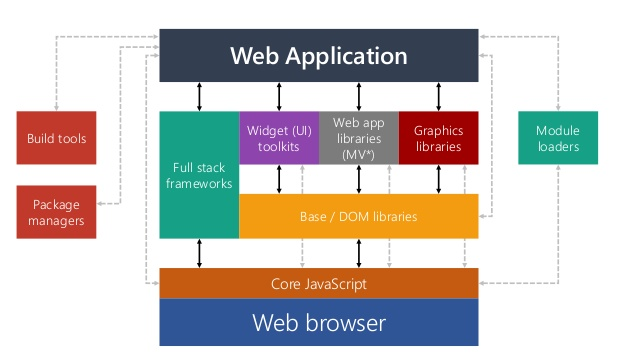 Web Application
Build tools
Package
managers
Full stack
frameworks
Widget (UI)
toolkits
Web app
libraries
(MV*)
Graphics
libraries
Module
loaders
Base / DOM libraries
Core JavaScript
Web browser